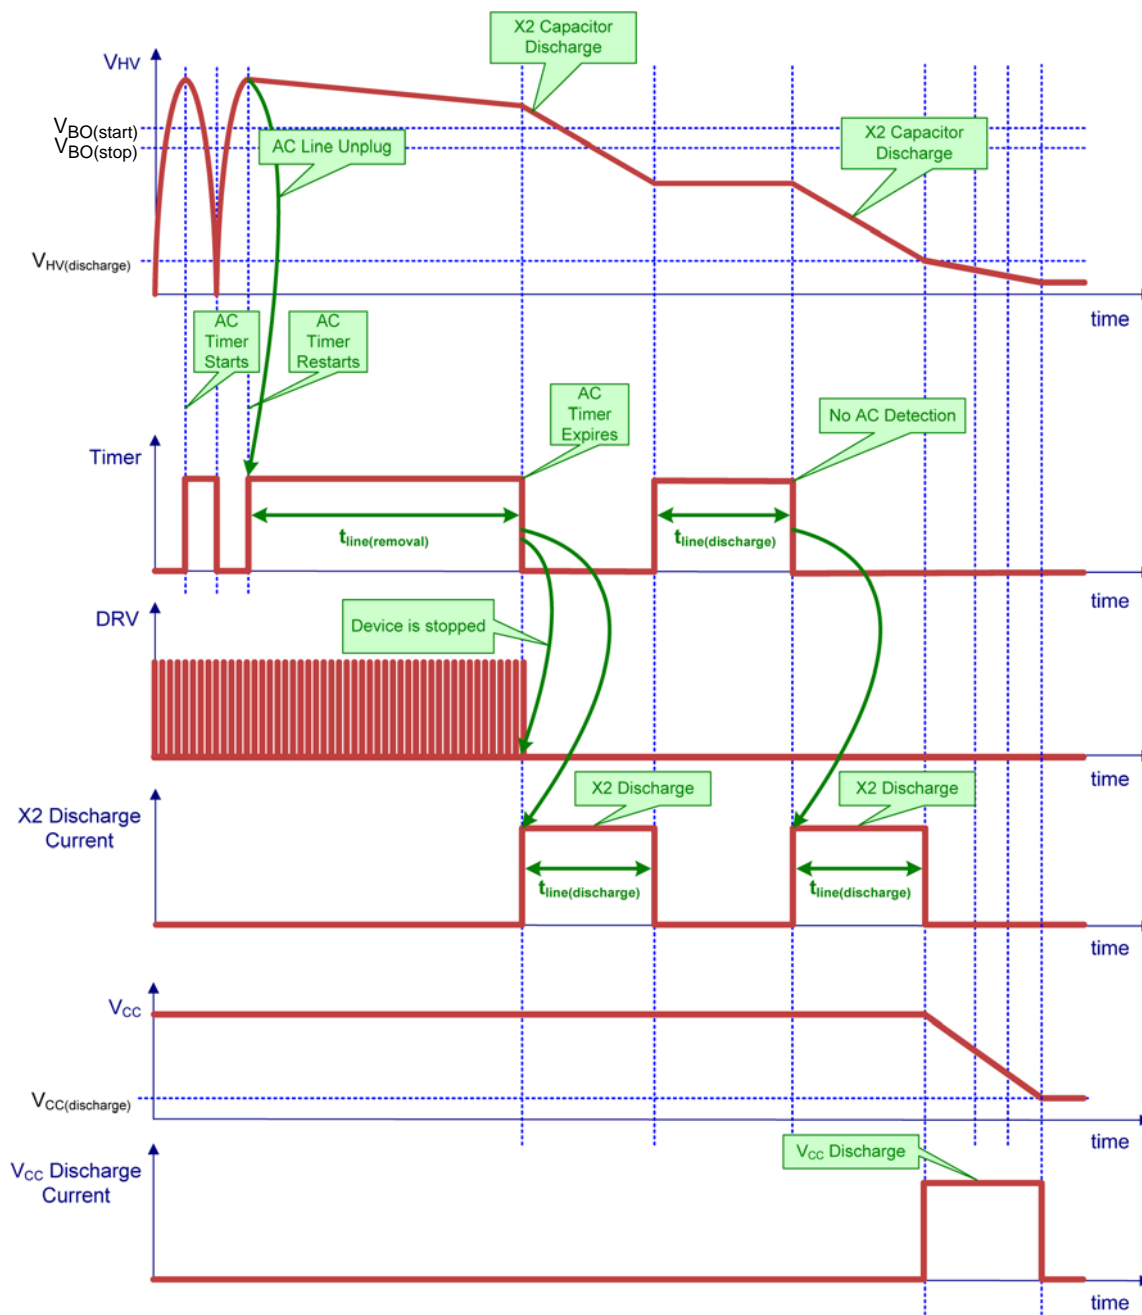 X2 Capacitor
Discharge
VHV
VBO(start)
VBO(stop)
AC Line Unplug
X2 Capacitor
Discharge
VHV(discharge)
time
AC
Timer
Starts
AC
Timer
Restarts
AC
Timer
Expires
No AC Detection
Timer
tline(removal)
tline(discharge)
time
DRV
Device is stopped
time
X2 Discharge
Current
X2 Discharge
X2 Discharge
tline(discharge)
tline(discharge)
time
VCC
VCC(discharge)
time
VCC Discharge
Current
VCC Discharge
time